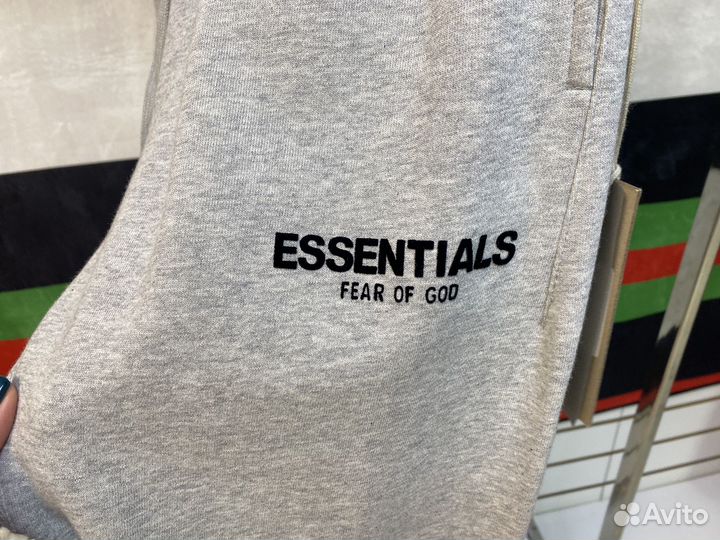 ESSENTIALS
FEAR OF GOD
Avito